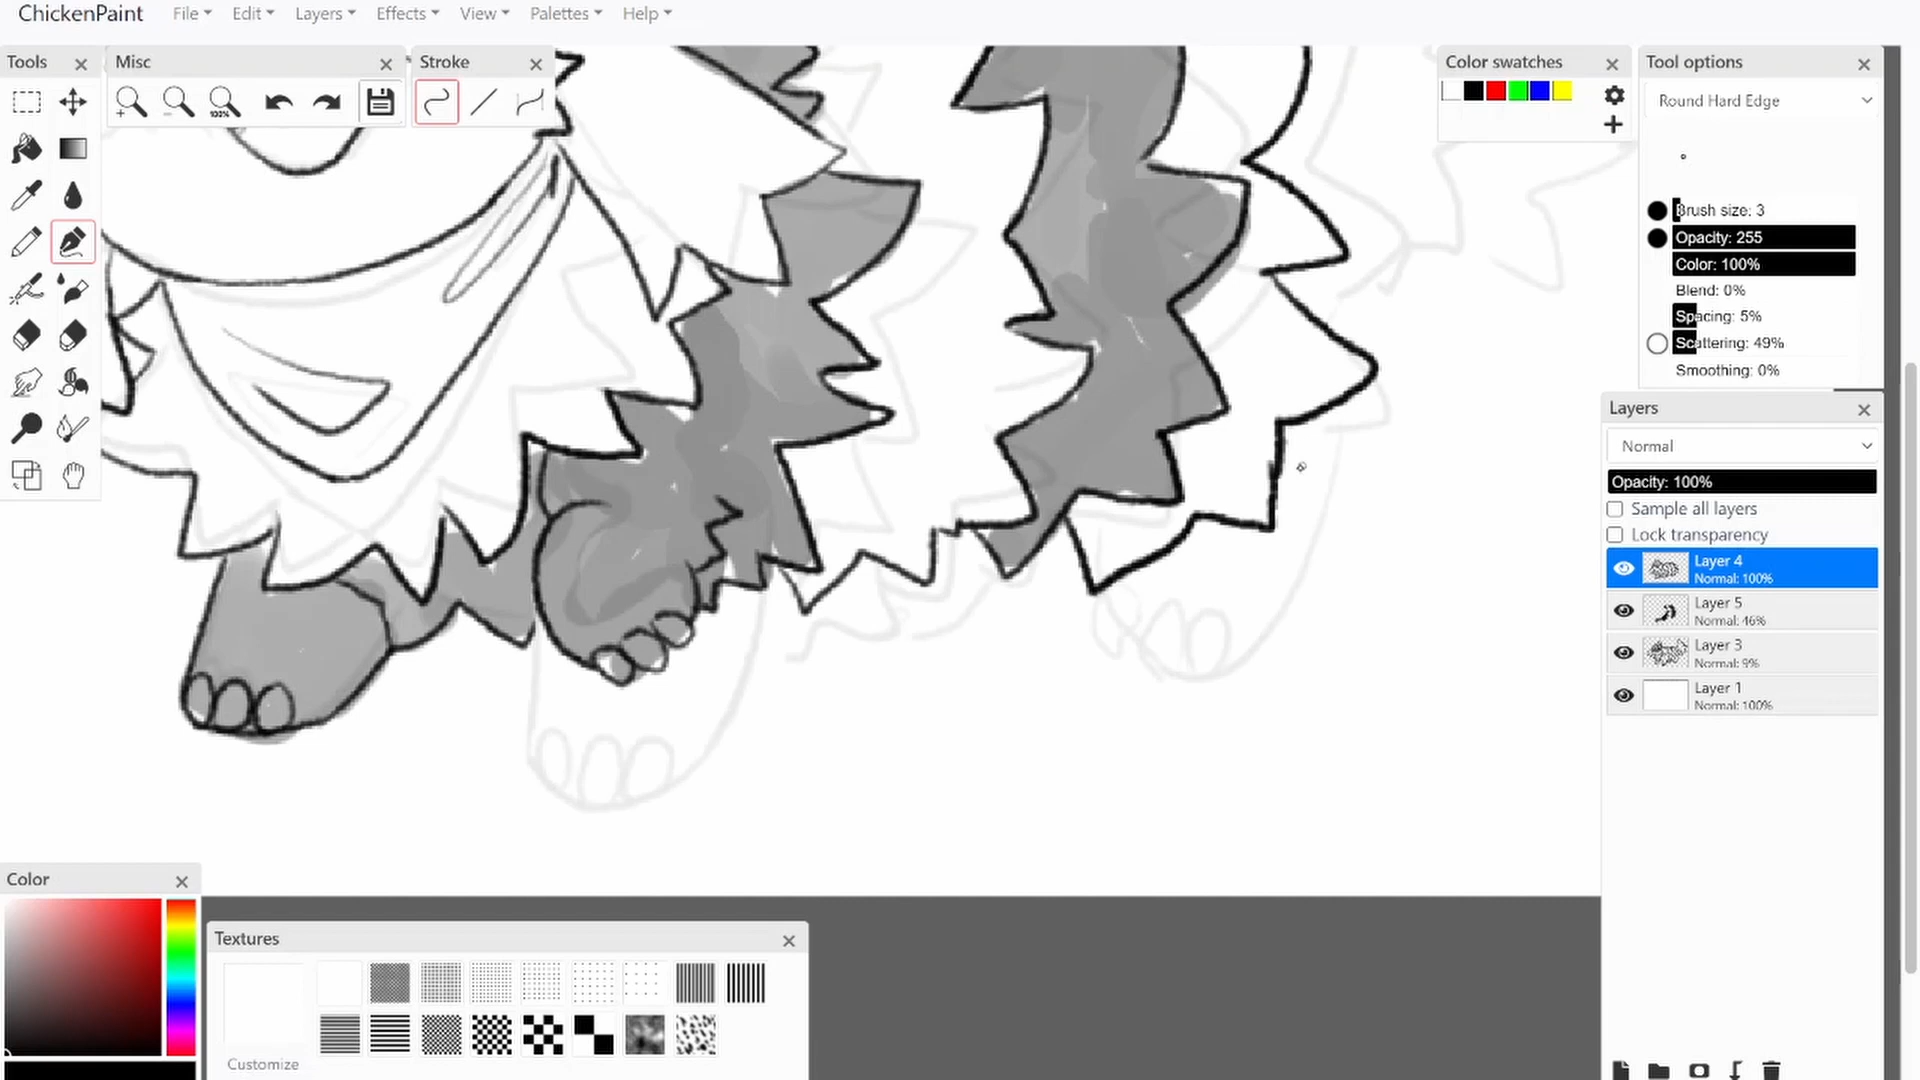 ChickenPaint File Edit Layers Effects View Palettes Help
Tools
Misc
Stroke
100%
Color swatches
Tool options
Round Hard Edge
Brush size: 3
Opacity: 255
Color: 100%
Blend: 0%
Spacing: 5%
Scattering: 49%
Smoothing: 0%
Layers
Normal
Opacity: 100%
Sample all layers
Lock transparency
Layer 4
Normal: 100%
Layer 5
Normal: 46%
Layer 3
Normal: 9%
Layer 1
Normal: 100%
Color
Textures
Customize